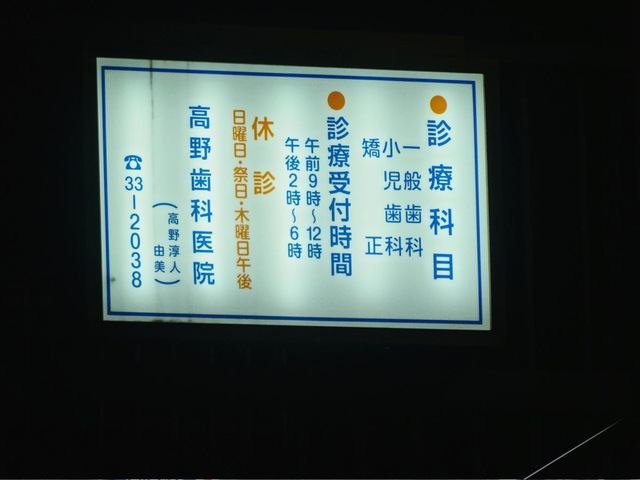 ●診療科目
一般歯科
小児歯科
矯正
●診療受付時間
午前9時〜12時
午後2時〜6時
休診
日曜日・祭日・木曜日午後
高野歯科医院
(高野淳人
由美)
☎33-2038